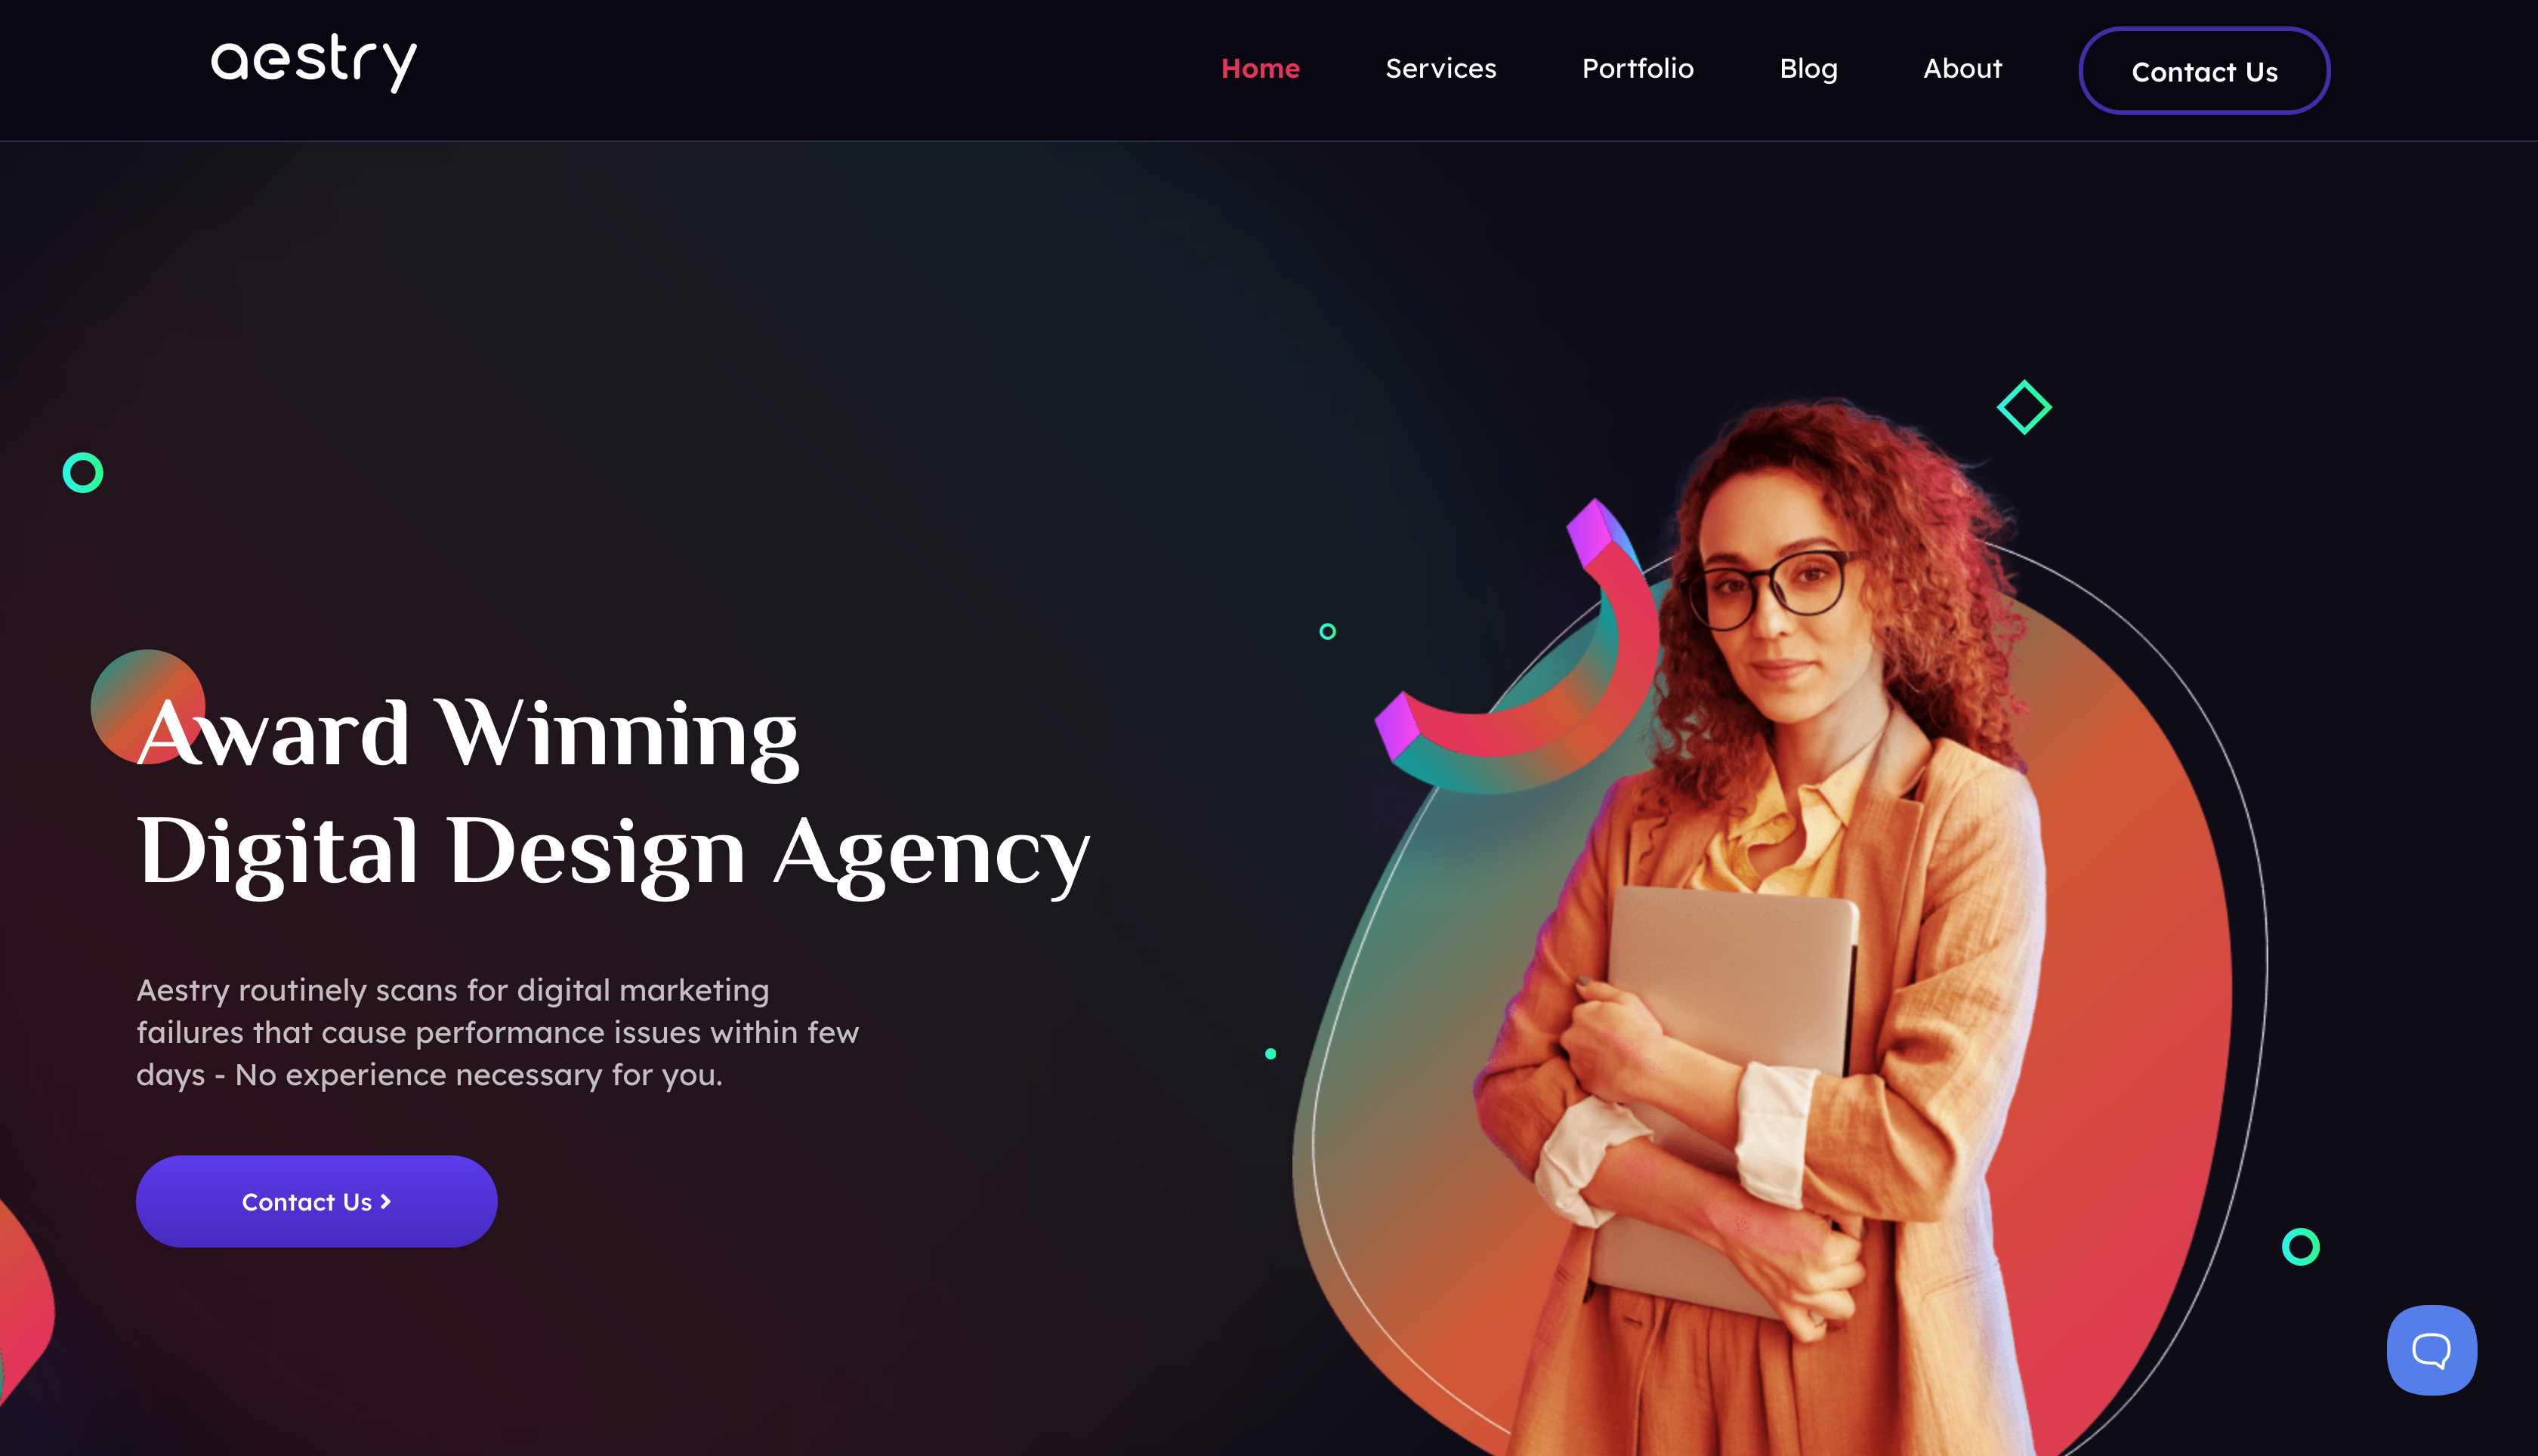 aestry
Home
Services
Portfolio
Blog
About
Contact Us
Award Winning
Digital Design Agency
Aestry routinely scans for digital marketing
failures that cause performance issues within few
days - No experience necessary for you.
Contact Us